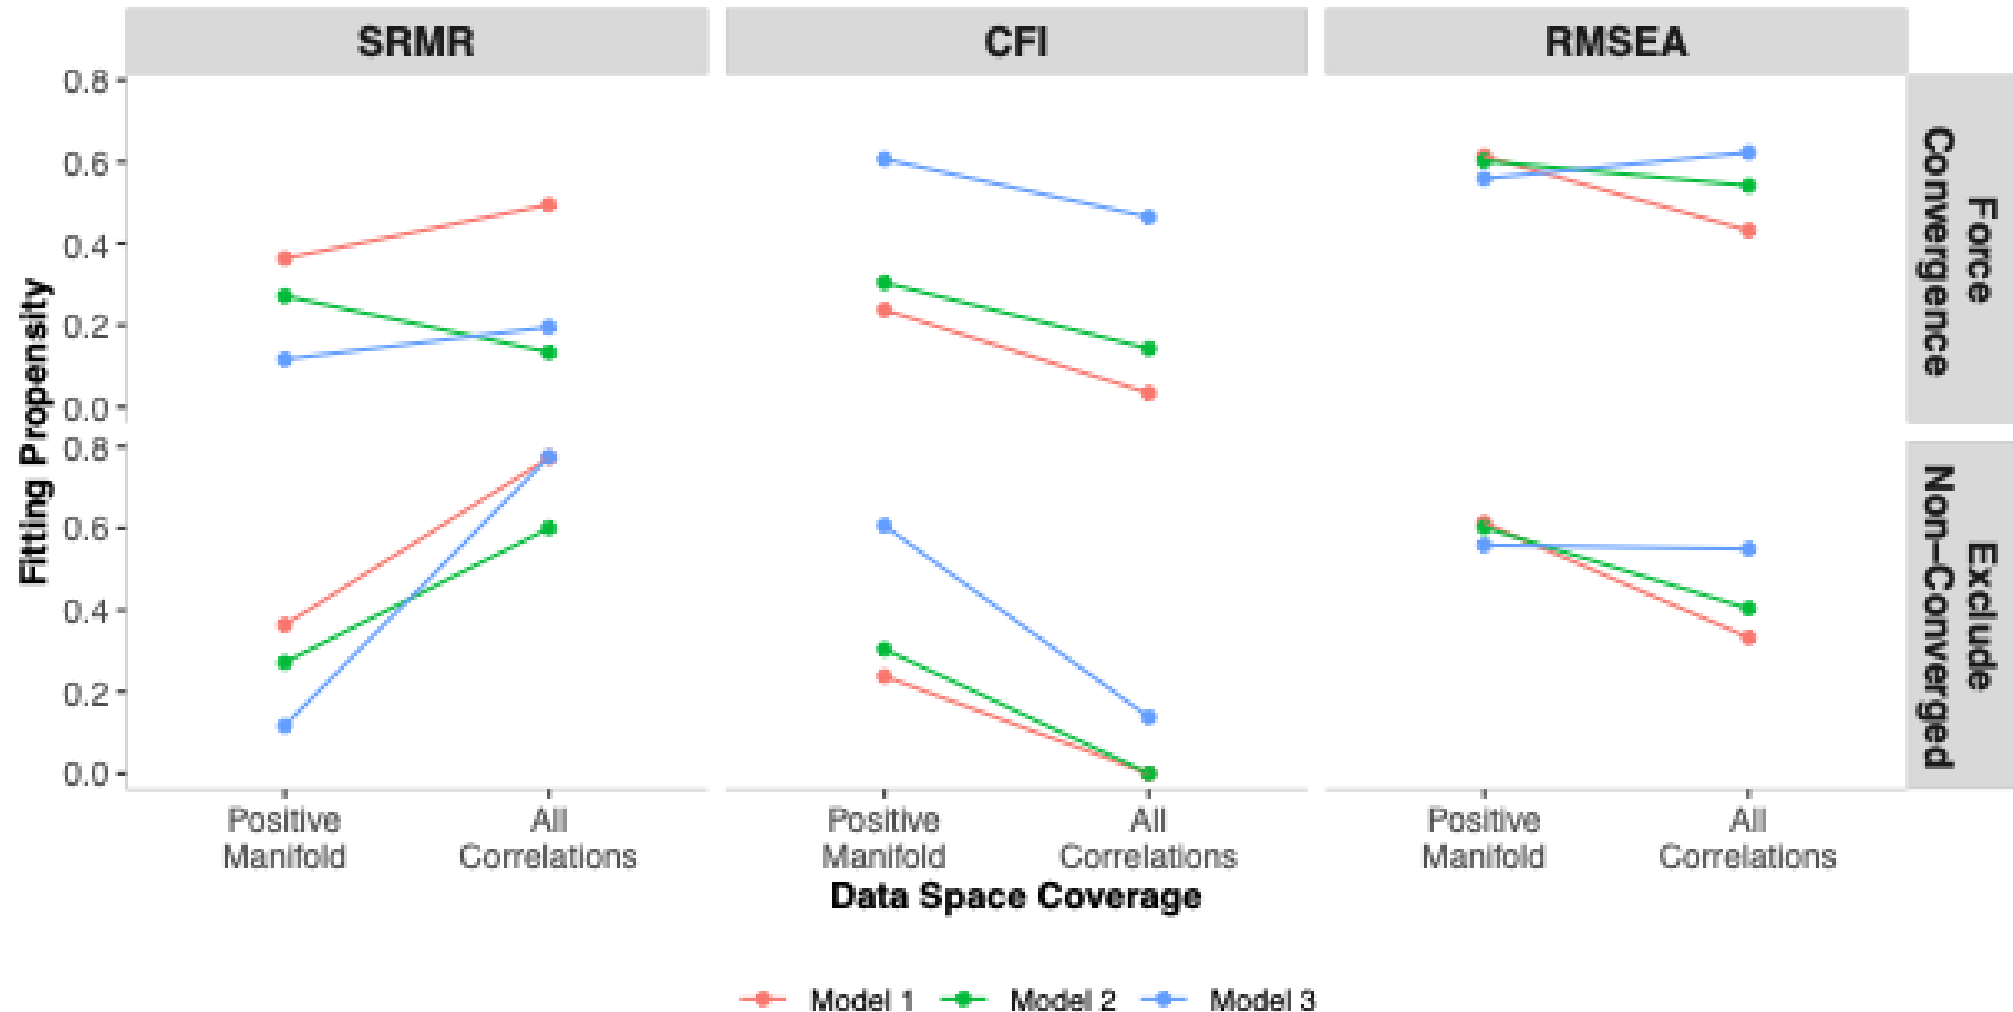 SRMR
CFI
RMSEA
0.8
0.6
0.4
0.2
0.0
Force
Convergence
0.8
0.6
0.4
0.2
0.0
Exclude
Non-Converged
Fitting Propensity
Positive
Manifold
All
Correlations
Positive
Manifold
All
Correlations
Positive
Manifold
All
Correlations
Data Space Coverage
Model 1
Model 2
Model 3